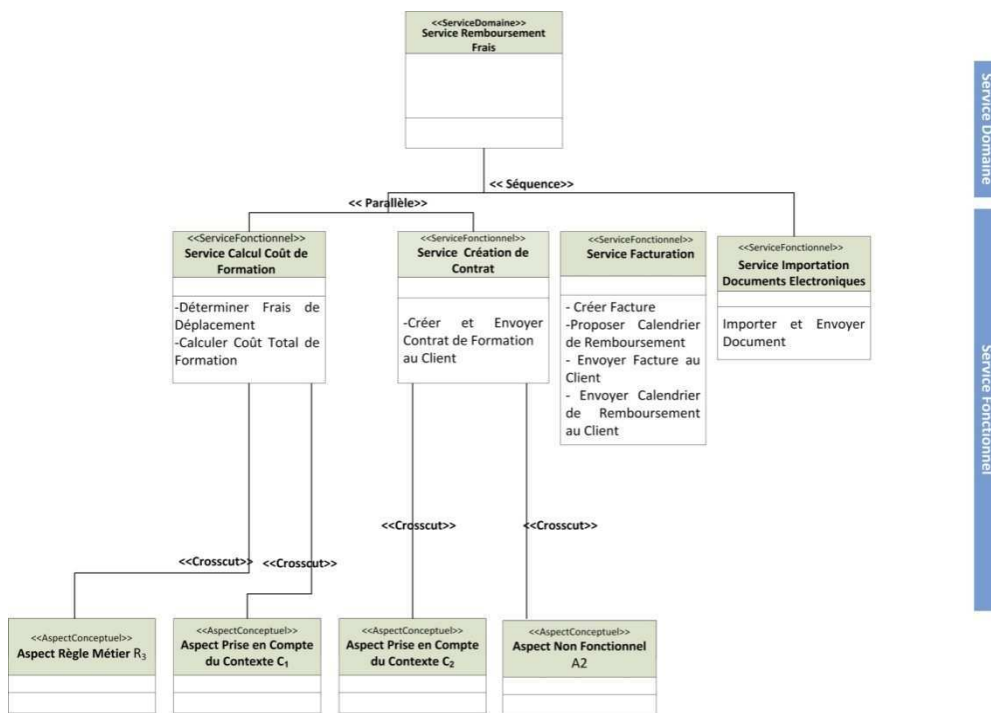 <<ServiceDomaine>>
Service Remboursement
Frais
<< Séquence>>
<< Parallèle>>
<<ServiceFonctionnel>>
Service Calcul Coût de
Formation
-Déterminer Frais de
Déplacement
-Calculer Coût Total de
Formation
<<ServiceFonctionnel>>
Service Création de
Contrat
-Créer et Envoyer
Contrat de Formation
au Client
<<ServiceFonctionnel>>
Service Facturation
- Créer Facture
-Proposer Calendrier
de Remboursement
- Envoyer Facture au
Client
- Envoyer Calendrier
de Remboursement
au Client
<<ServiceFonctionnel>>
Service Importation
Documents Electroniques
Importer et Envoyer
Document
<<Crosscut>>
<<Crosscut>>
<<Crosscut>>
<<Crosscut>>
<<AspectConceptuel>>
Aspect Règle Métier R₃
<<AspectConceptuel>>
Aspect Prise en Compte
du Contexte C₁
<<AspectConceptuel>>
Aspect Prise en Compte
du Contexte C₂
<<AspectConceptuel>>
Aspect Non Fonctionnel
A2
Service Domaine
Service Fonctionnel